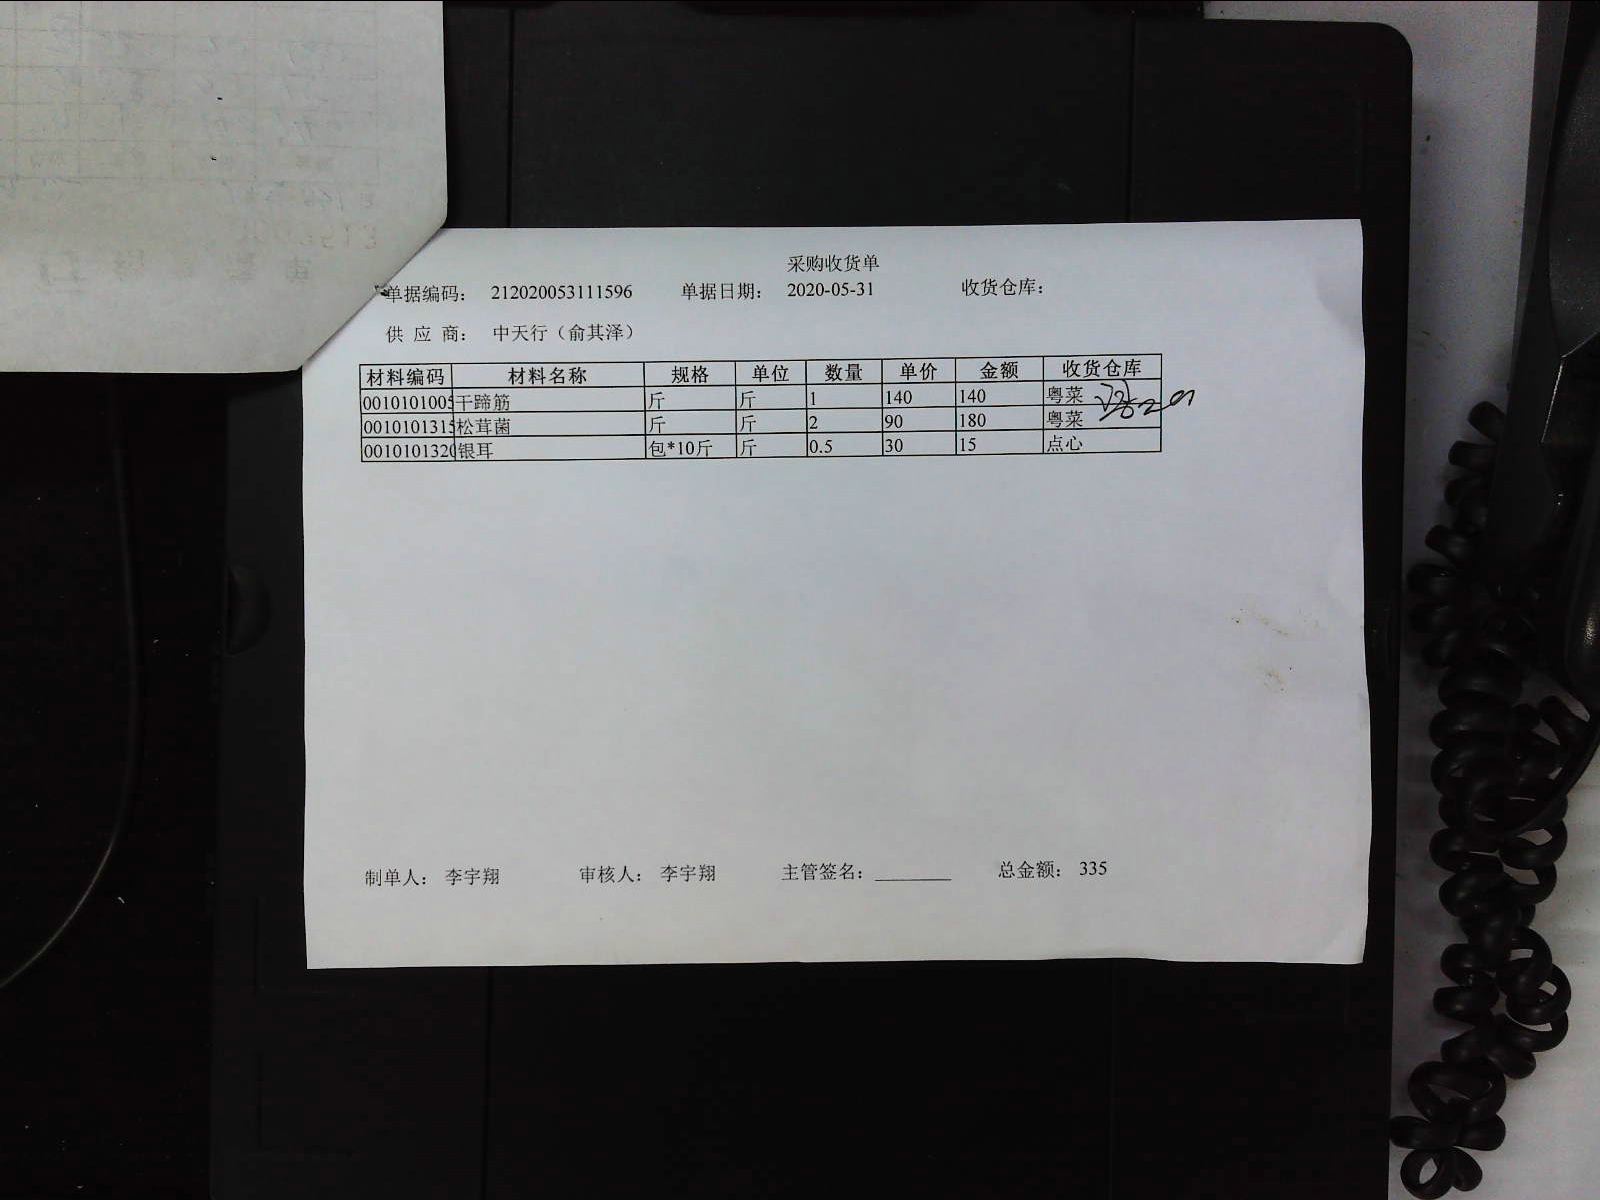 采购收货单
单据编码： 212020053111596 单据日期： 2020-05-31 收货仓库：
供 应 商： 中天行（俞其泽）
材料编码 材料名称 规格 单位 数量 单价 金额 收货仓库
0010101005 干蹄筋 斤 斤 1 140 140 粤菜
0010101315 松茸菌 斤 斤 2 90 180 粤菜
0010101320 银耳 包*10斤 斤 0.5 30 15 点心
制单人： 李宇翔 审核人： 李宇翔 主管签名：________ 总金额： 335